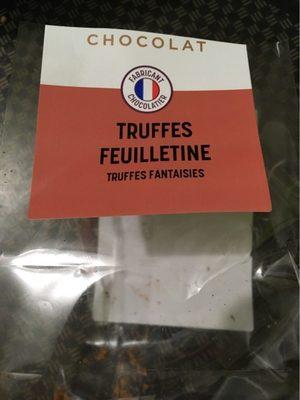 CHOCOLAT
FABRICANT
CHOCOLATIER
TRUFFES
FEUILLETINE
TRUFFES FANTAISIES